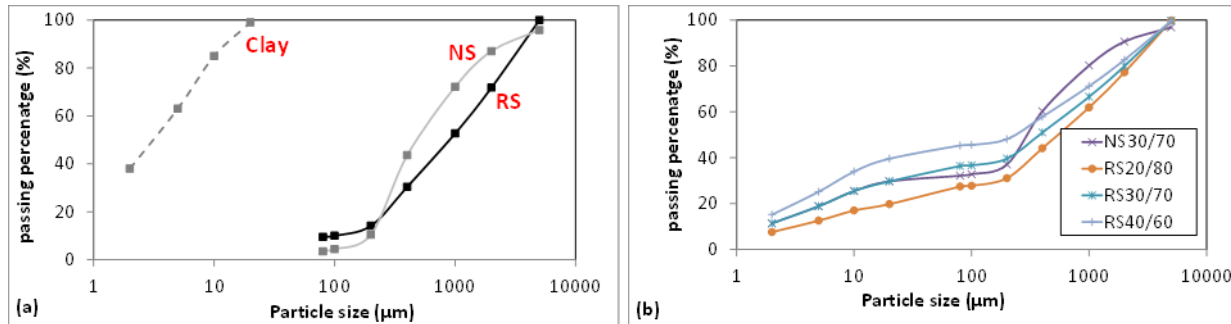 100
80
60
40
20
0
passing percenatge (%)
Clay
NS
RS
1
10
100
1000
10000
Particle size (µm)
(a)
100
80
60
40
20
0
passing percenatge (%)
NS30/70
RS20/80
RS30/70
RS40/60
1
10
100
1000
10000
Particle size (µm)
(b)